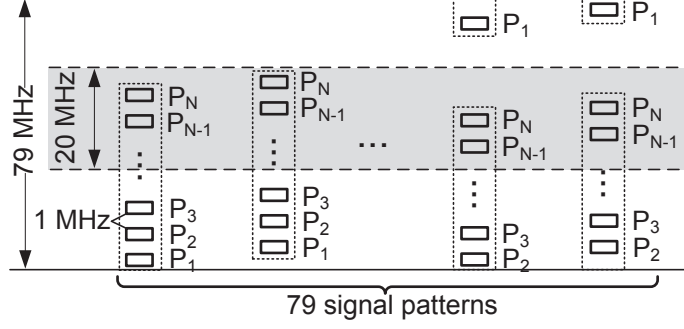 P1 P1
79 MHz
20 MHz
PN PN PN PN
PN-1 PN-1 PN-1 PN-1
...
1 MHz
P3 P3 P3 P3
P2 P2 P2 P2
P1 P1
79 signal patterns